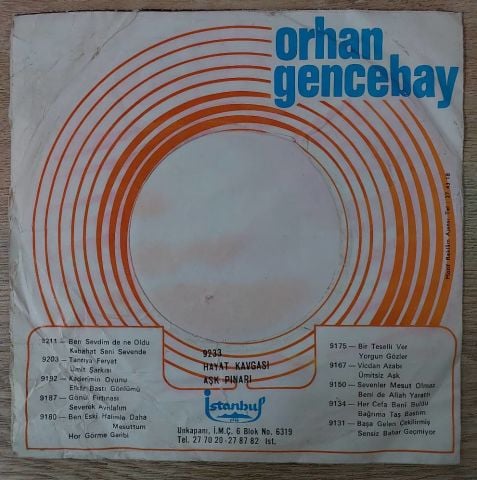 orhan
gencebay
9211 — Ben Sevdim de ne Oldu
Kabahat Seni Sevende
9203 — Tanrıya Feryat
Ümit Şarkısı
9192 — Kaderimin Oyunu
Efkâr Bastı Gönlümü
9187 — Gönül Fırtınası
Severek Ayrılalım
9180 — Ben Eski Halimle Daha
Mesuttum
Hor Görme Garibi
9233
HAYAT KAVGASI
AŞK PINARI
istanbul
Unkapanı, İ.M.Ç. 6 Blok No. 6319
Tel. 27 70 20 - 27 87 82 İst.
9175 — Bir Teselli Ver
Yorgun Gözler
9167 — Vicdan Azabı
Ümitsiz Aşk
9150 — Sevenler Mesut Olmaz
Beni de Allah Yarattı
9134 — Her Cefa Beni Buldu
Bağrıma Taş Bastım
9131 — Başa Gelen Çekilirmiş
Sensiz Bahar Geçmiyor